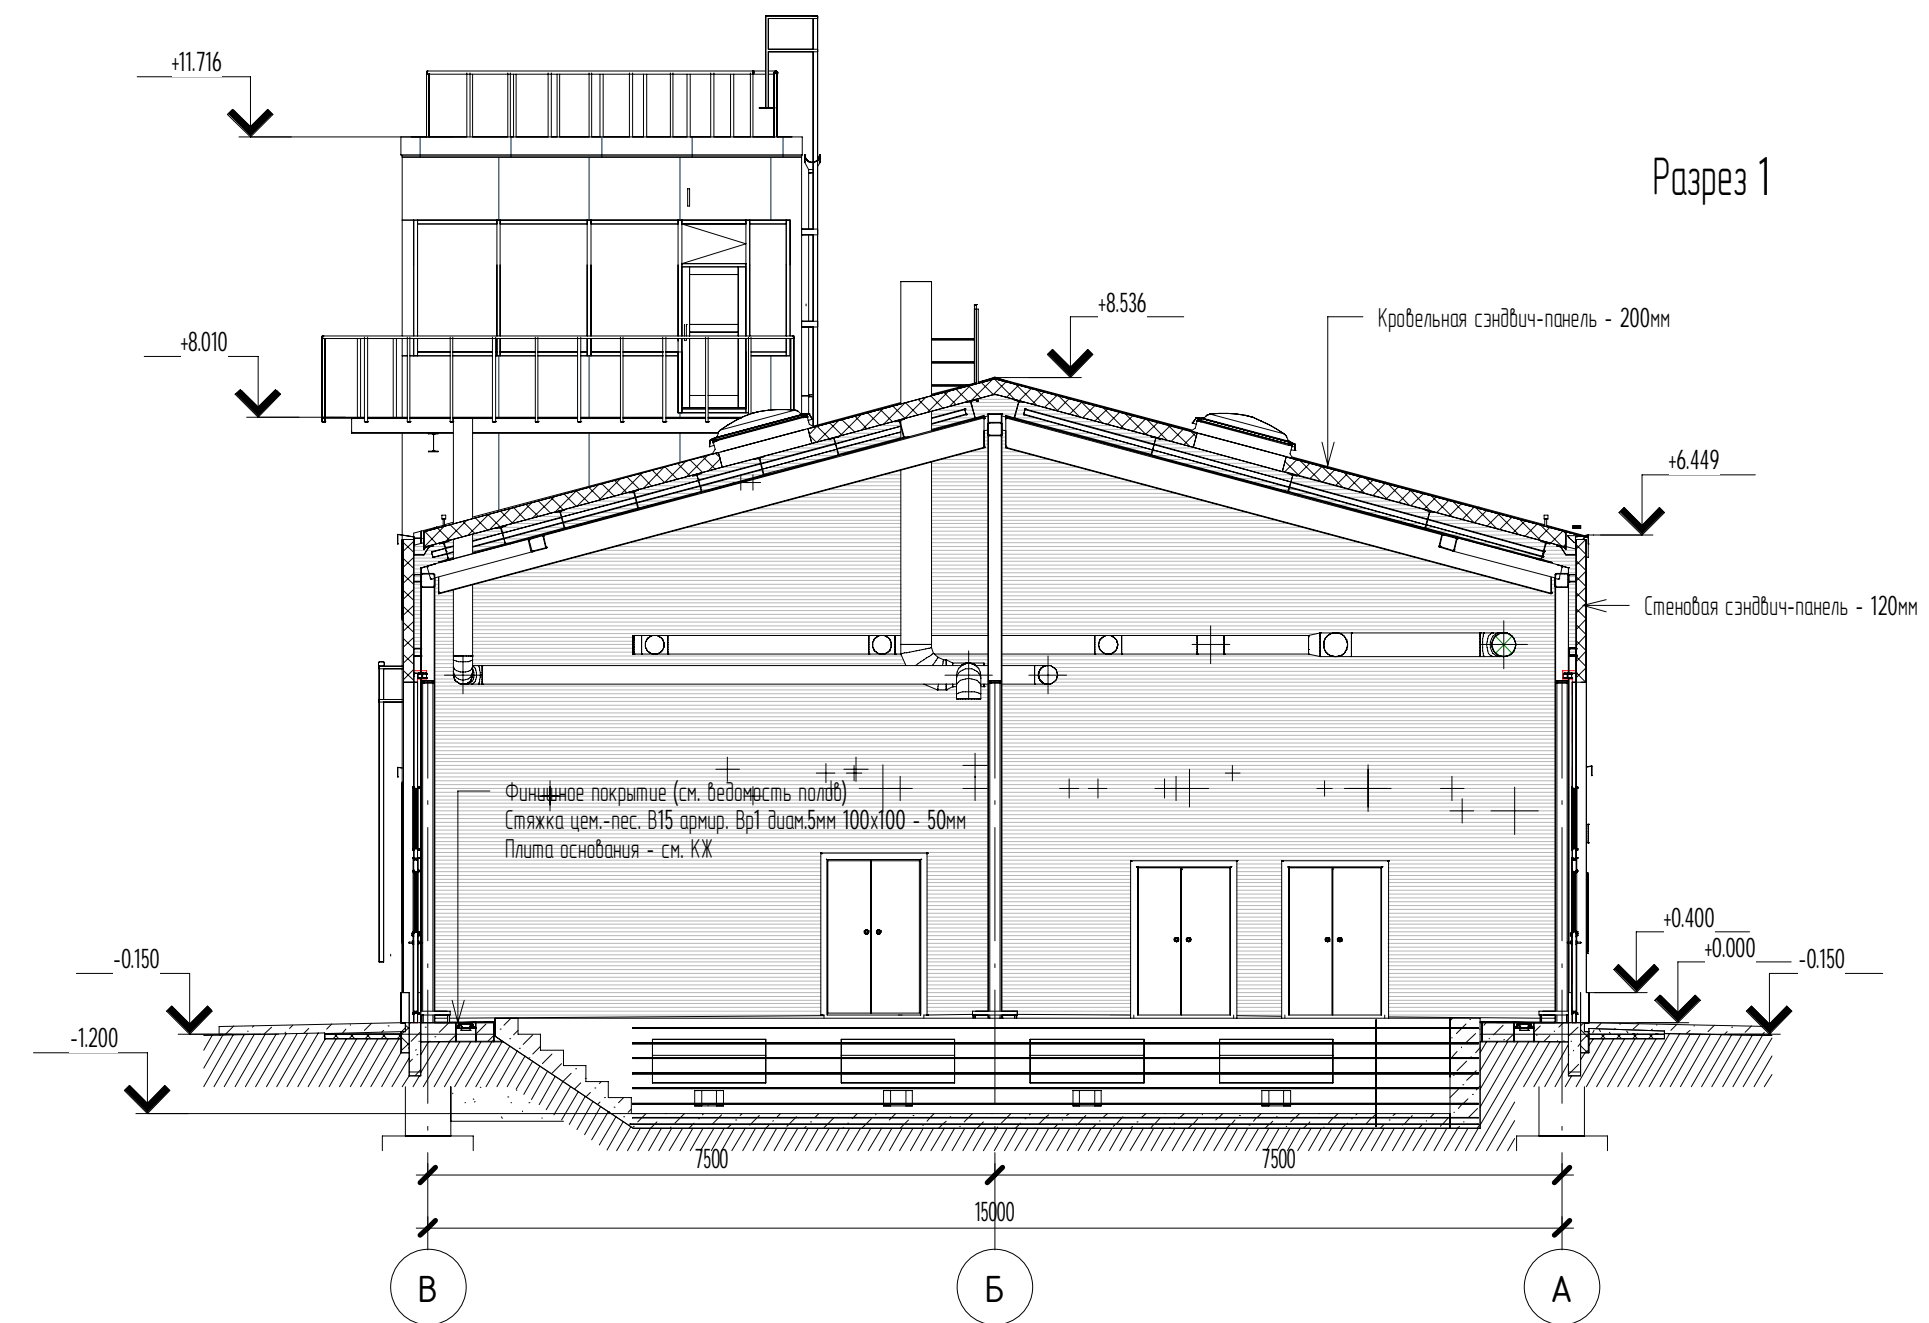 +11.716
Разрез 1
+8.536
Кровельная сэндвич-панель - 200мм
+8.010
+6.449
Стеновая сэндвич-панель - 120мм
Финишное покрытие (см. ведомость полов)
Стяжка цем.-пес. В15 армир. Вр1 диам.5мм 100х100 - 50мм
Плита основания - см. КЖ
+0.400
+0.000
-0.150
-0.150
-1.200
7500
7500
15000
В
Б
А